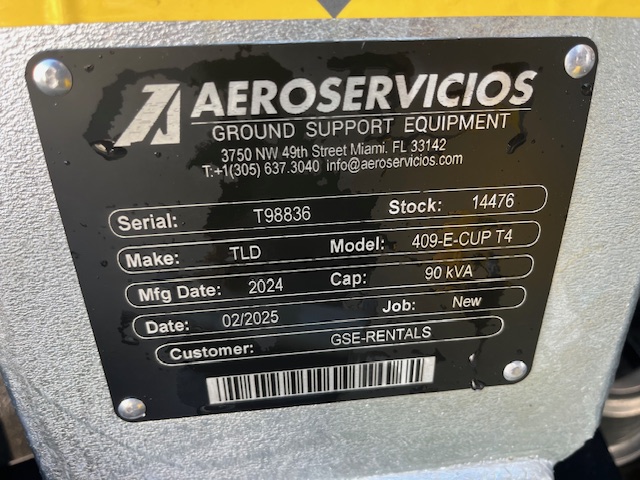 AEROSERVICIOS
GROUND SUPPORT EQUIPMENT
3750 NW 49th Street Miami. FL 33142
T:+1(305) 637.3040 info@aeroservicios.com
Serial: T98836 Stock: 14476
Make: TLD Model: 409-E-CUP T4
Mfg Date: 2024 Cap: 90 kVA
Date: 02/2025 Job: New
Customer: GSE-RENTALS